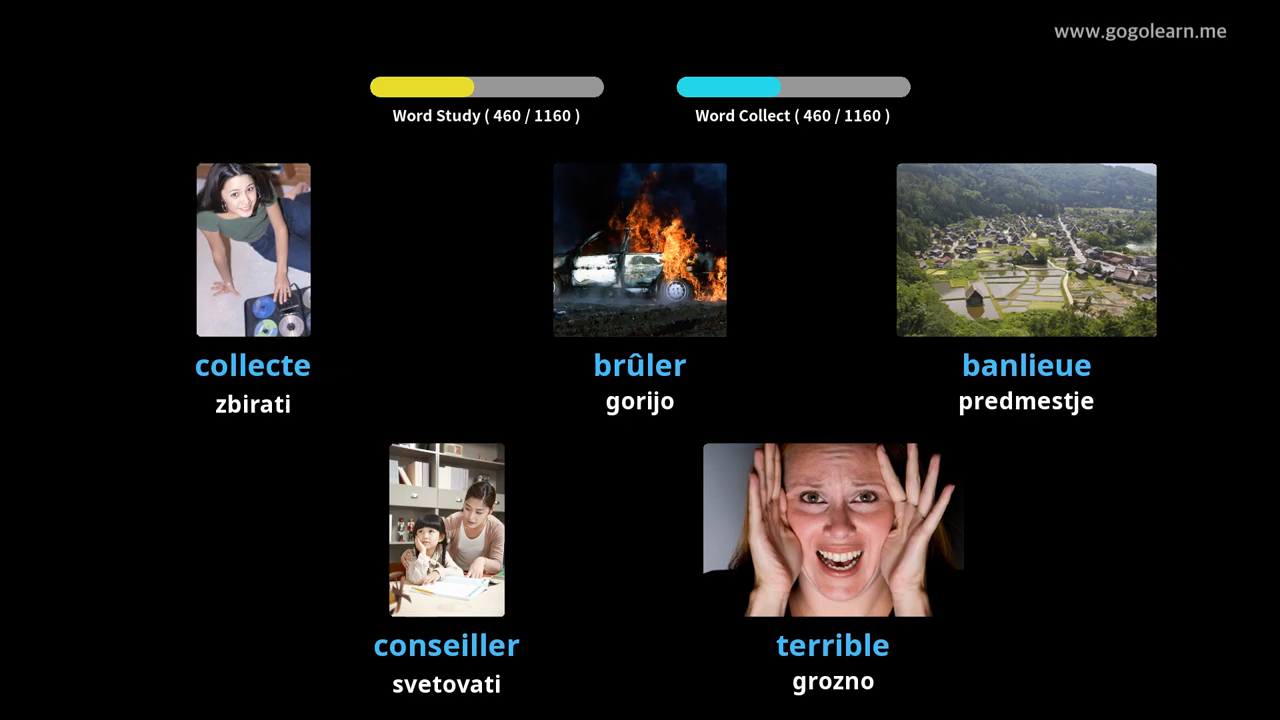 www.gogolearn.me
Word Study ( 460 / 1160 )
Word Collect ( 460 / 1160 )
collecte
zbirati
brûler
gorijo
banlieue
predmestje
conseiller
svetovati
terrible
grozno